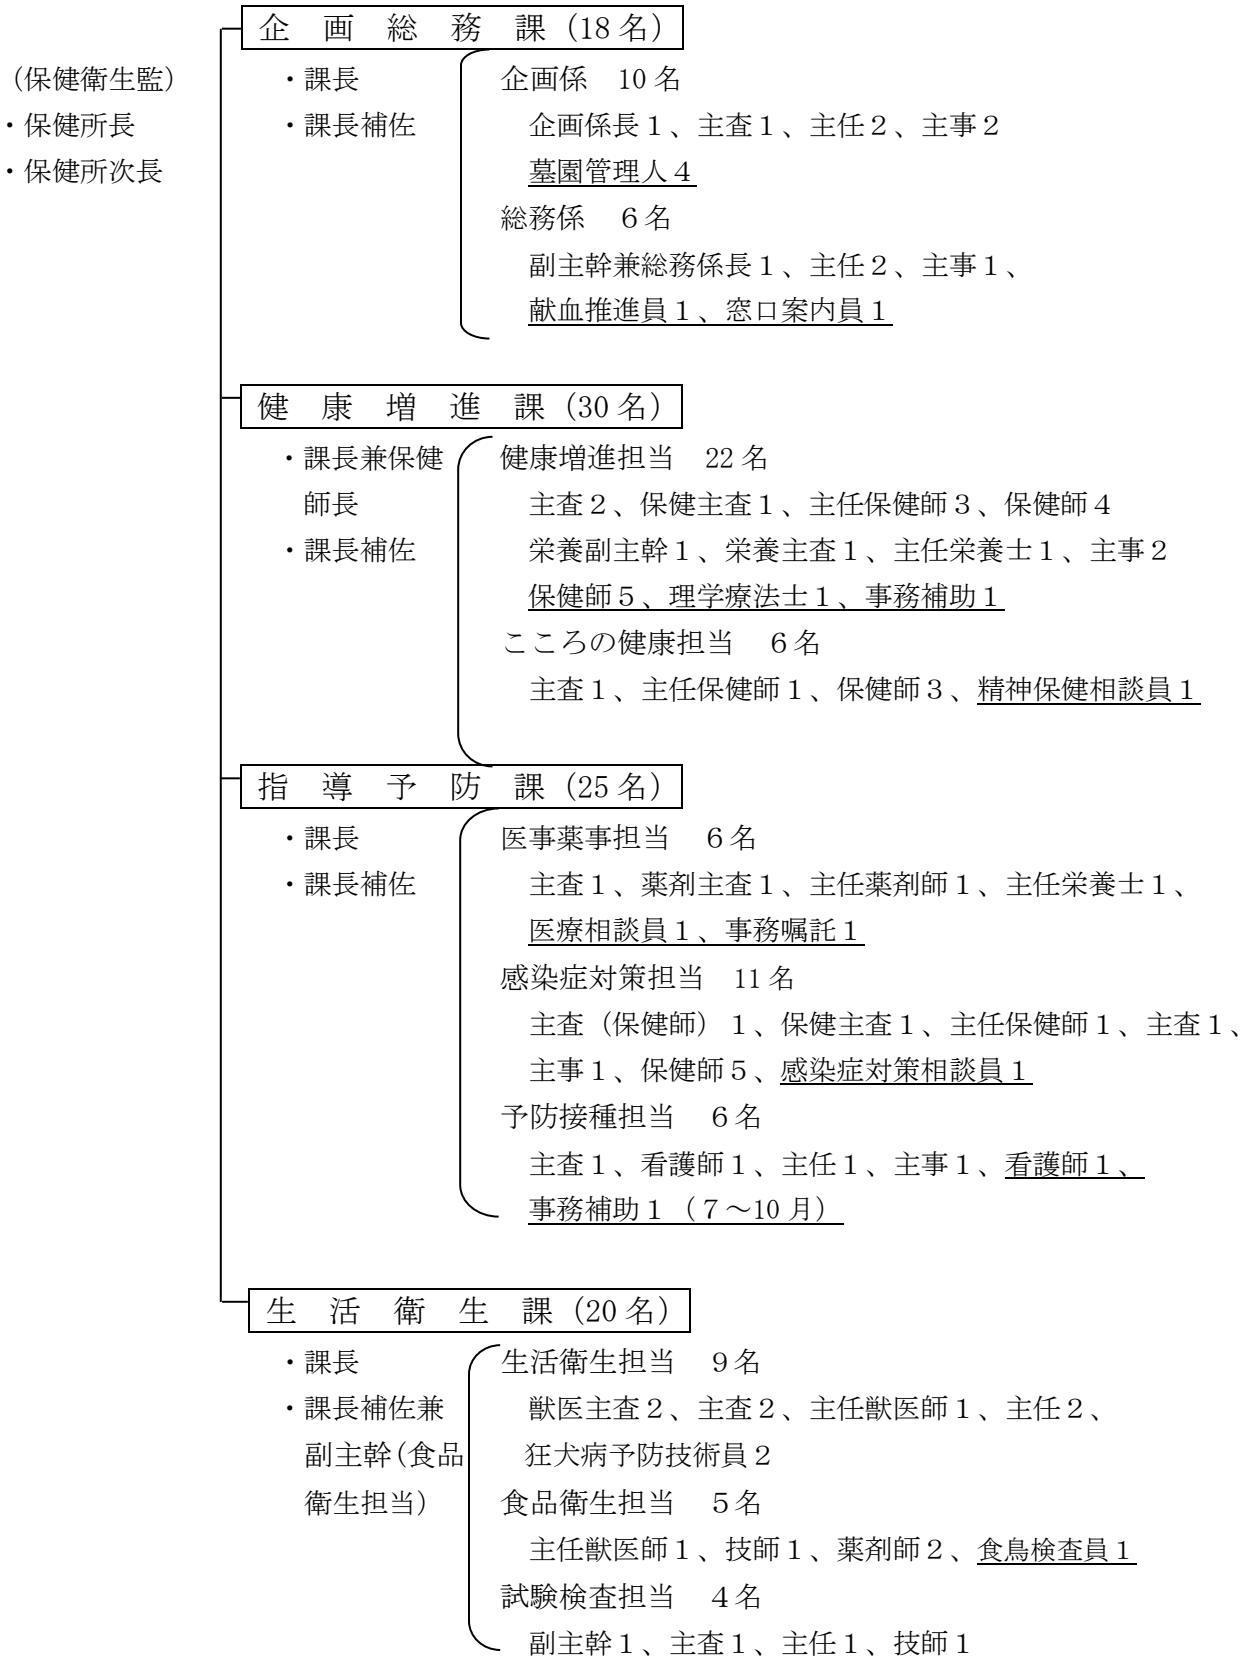 企画総務課（18名）
（保健衛生監）
・保健所長
・保健所次長
・課長
・課長補佐
企画係　10名
企画係長１、主査１、主任２、主事２
墓園管理人４
総務係　６名
副主幹兼総務係長１、主任２、主事１、
献血推進員１、窓口案内員１
健康増進課（30名）
・課長兼保健
師長
・課長補佐
健康増進担当　22名
主査２、保健主査１、主任保健師３、保健師４
栄養副主幹１、栄養主査１、主任栄養士１、主事２
保健師５、理学療法士１、事務補助１
こころの健康担当　６名
主査１、主任保健師１、保健師３、精神保健相談員１
指導予防課（25名）
・課長
・課長補佐
医事薬事担当　６名
主査１、薬剤主査１、主任薬剤師１、主任栄養士１、
医療相談員１、事務嘱託１
感染症対策担当　11名
主査（保健師）１、保健主査１、主任保健師１、主査１、
主事１、保健師５、感染症対策相談員１
予防接種担当　６名
主査１、看護師１、主任１、主事１、看護師１、
事務補助１（７～10月）
生活衛生課（20名）
・課長
・課長補佐兼
副主幹（食品
衛生担当）
生活衛生担当　９名
獣医主査２、主査２、主任獣医師１、主任２、
狂犬病予防技術員２
食品衛生担当　５名
主任獣医師１、技師１、薬剤師２、食鳥検査員１
試験検査担当　４名
副主幹１、主査１、主任１、技師１